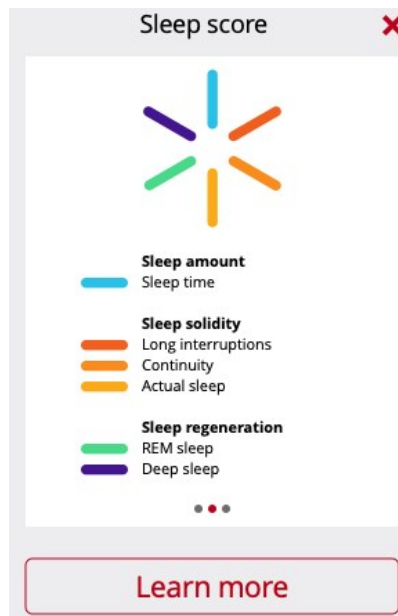 Sleep score
Sleep amount
Sleep time
Sleep solidity
Long interruptions
Continuity
Actual sleep
Sleep regeneration
REM sleep
Deep sleep
Learn more